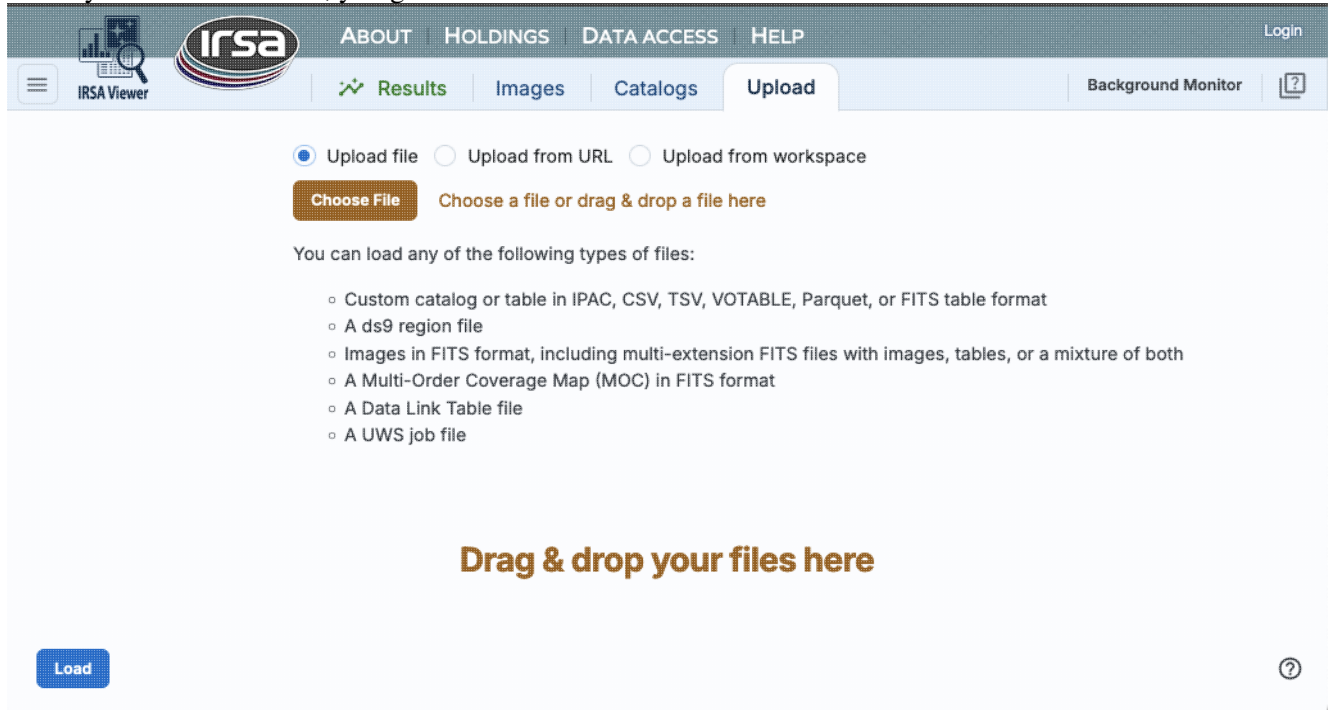 irsa
ABOUT HOLDINGS DATA ACCESS HELP
Login
IRSA Viewer
Results Images Catalogs Upload
Background Monitor
?
Upload file Upload from URL Upload from workspace
Choose File Choose a file or drag & drop a file here
You can load any of the following types of files:
Custom catalog or table in IPAC, CSV, TSV, VOTABLE, Parquet, or FITS table format
A ds9 region file
Images in FITS format, including multi-extension FITS files with images, tables, or a mixture of both
A Multi-Order Coverage Map (MOC) in FITS format
A Data Link Table file
A UWS job file
Drag & drop your files here
Load
?